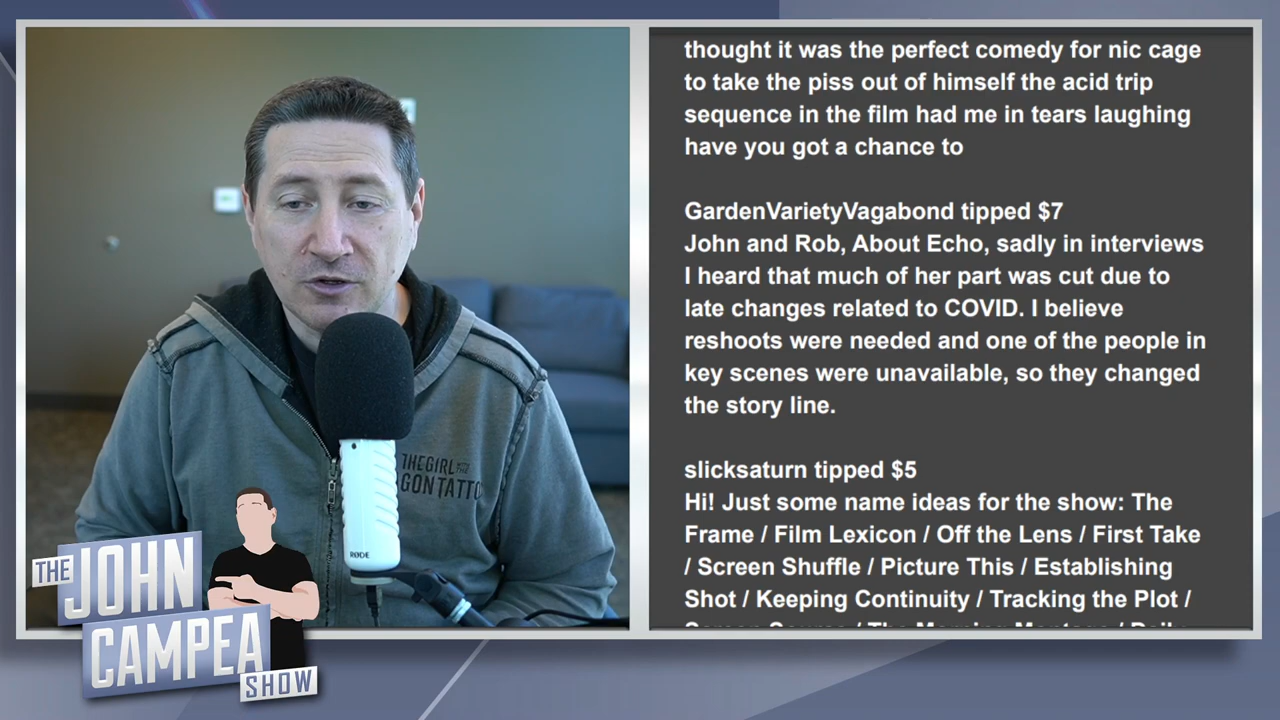 thought it was the perfect comedy for nic cage
to take the piss out of himself the acid trip
sequence in the film had me in tears laughing
have you got a chance to
GardenVarietyVagabond tipped $7
John and Rob, About Echo, sadly in interviews
I heard that much of her part was cut due to
late changes related to COVID. I believe
reshoots were needed and one of the people in
key scenes were unavailable, so they changed
the story line.
slicksaturn tipped $5
Hi! Just some name ideas for the show: The
Frame / Film Lexicon / Off the Lens / First Take
/ Screen Shuffle / Picture This / Establishing
Shot / Keeping Continuity / Tracking the Plot /
THEGIRL
GONTATTO
RØDE
THE
JOHN
CAMPEA
SHOW